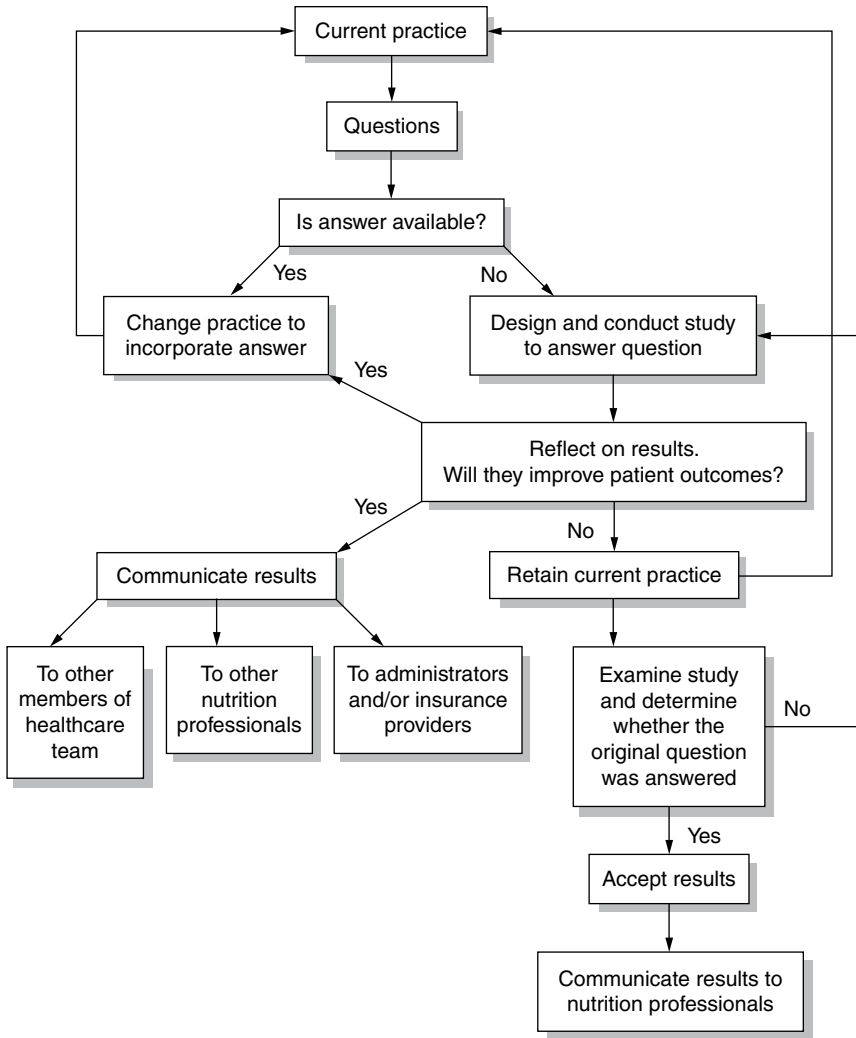 Current practice
Questions
Is answer available?
Yes
No
Change practice to
incorporate answer
Design and conduct study
to answer question
Yes
Reflect on results.
Will they improve patient outcomes?
Yes
No
Communicate results
Retain current practice
To other
members of
healthcare
team
To other
nutrition
professionals
To administrators
and/or insurance
providers
Examine study
and determine
whether the
original question
was answered
No
Yes
Accept results
Communicate results to
nutrition professionals